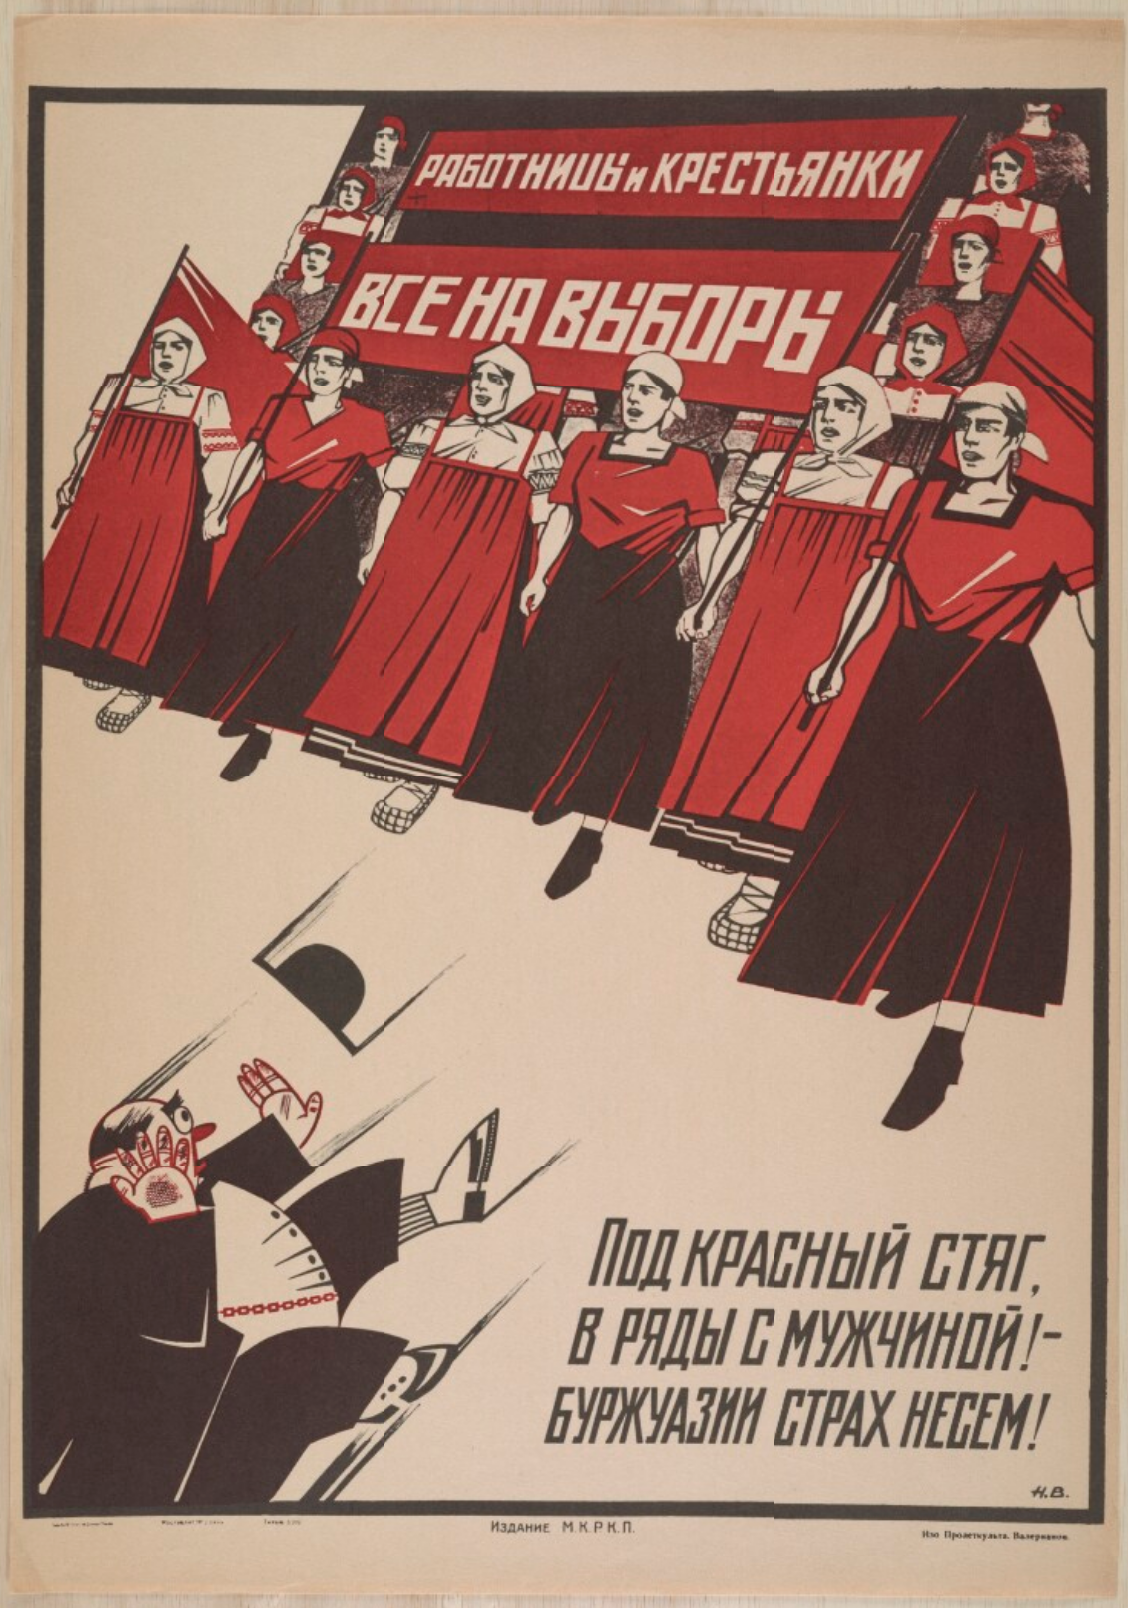 РАБОТНИЦЫ и КРЕСТЬЯНКИ
ВСЕ НА ВЫБОРЫ
ПОД КРАСНЫЙ СТЯГ,
В РЯДЫ С МУЖЧИНОЙ!-
БУРЖУАЗИИ СТРАХ НЕСЕМ!
Н.В.
ИЗДАНИЕ М.К.Р.К.П.
Изо Пролеткульта. Валерианов.